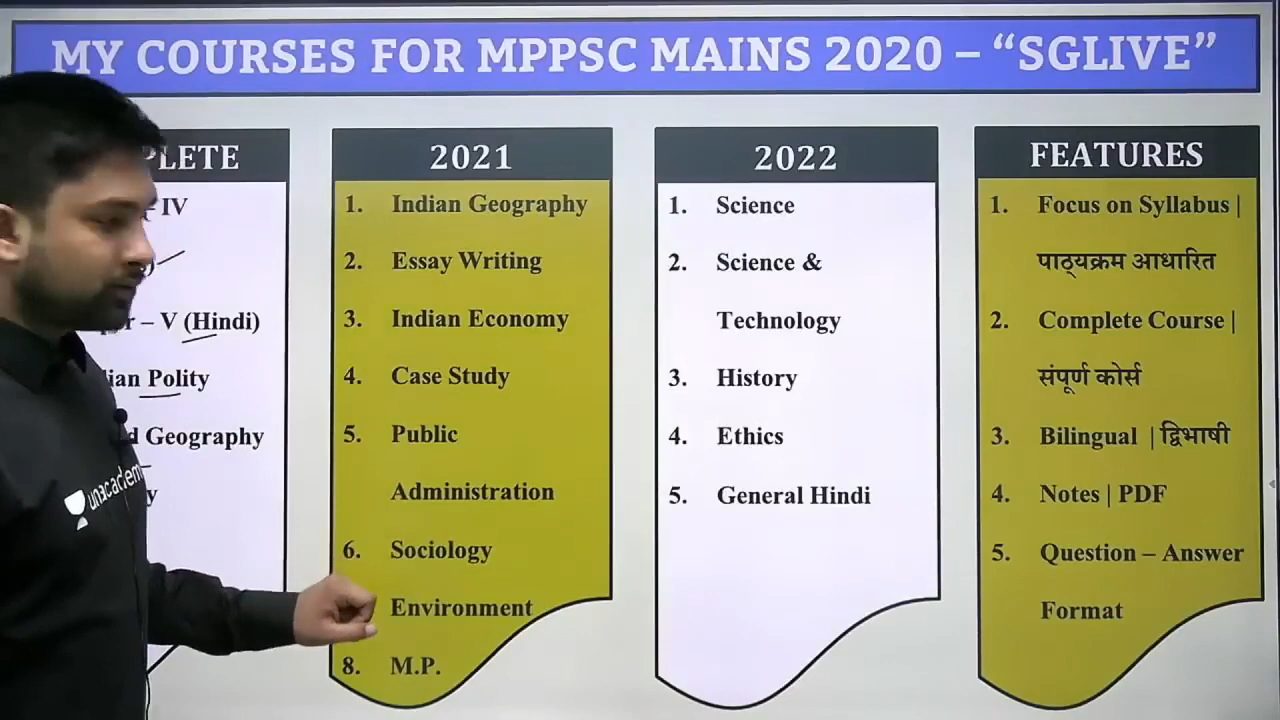 MY COURSES FOR MPPSC MAINS 2020 – “SGLIVE”
PLETE
IV
– V (Hindi)
Polity
Geography
unacadem
2021
1. Indian Geography
2. Essay Writing
3. Indian Economy
4. Case Study
5. Public
Administration
6. Sociology
Environment
8. M.P.
2022
1. Science
2. Science &
Technology
3. History
4. Ethics
5. General Hindi
FEATURES
1. Focus on Syllabus |
पाठ्यक्रम आधारित
2. Complete Course |
संपूर्ण कोर्स
3. Bilingual | द्विभाषी
4. Notes | PDF
5. Question – Answer
Format